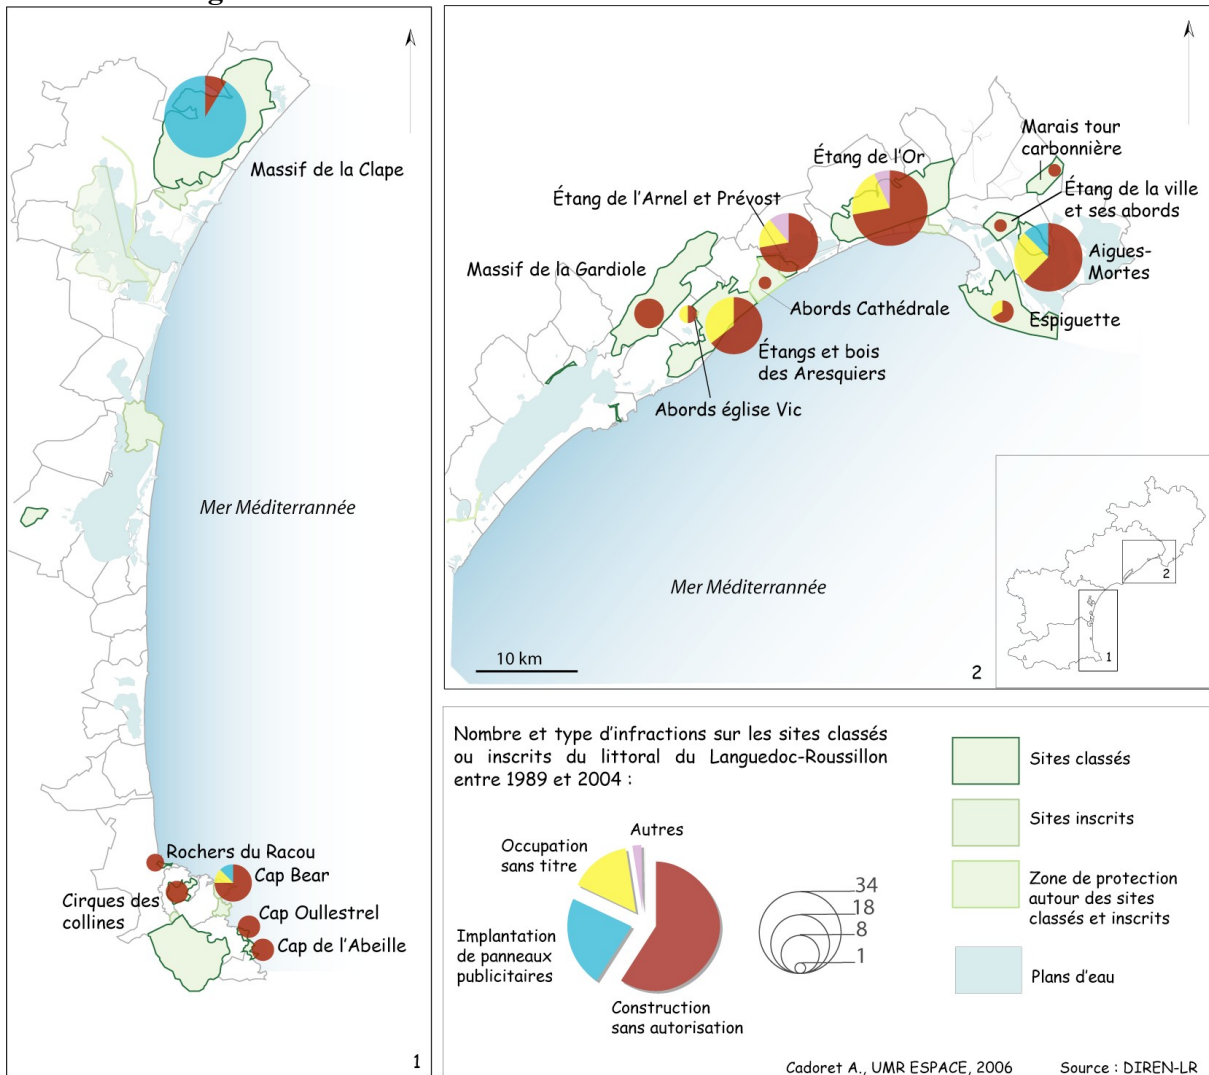 Massif de la Clape
Mer Méditerrannée
Rochers du Racou
Cap Bear
Cirques des
collines
Cap Oullestrel
Cap de l'Abeille
1
Marais tour
carbonnière
Étang de l'Or
Étang de la ville
et ses abords
Étang de l'Arnel et Prévost
Aigues-
Mortes
Massif de la Gardiole
Abords Cathédrale
Espiguette
Étangs et bois
des Aresquiers
Abords église Vic
Mer Méditerrannée
10 km
2
2
1
Nombre et type d'infractions sur les sites classés
ou inscrits du littoral du Languedoc-Roussillon
entre 1989 et 2004 :
Autres
Occupation
sans titre
Implantation
de panneaux
publicitaires
Construction
sans autorisation
34
18
8
1
Sites classés
Sites inscrits
Zone de protection
autour des sites
classés et inscrits
Plans d'eau
Cadoret A., UMR ESPACE, 2006 Source : DIREN-LR